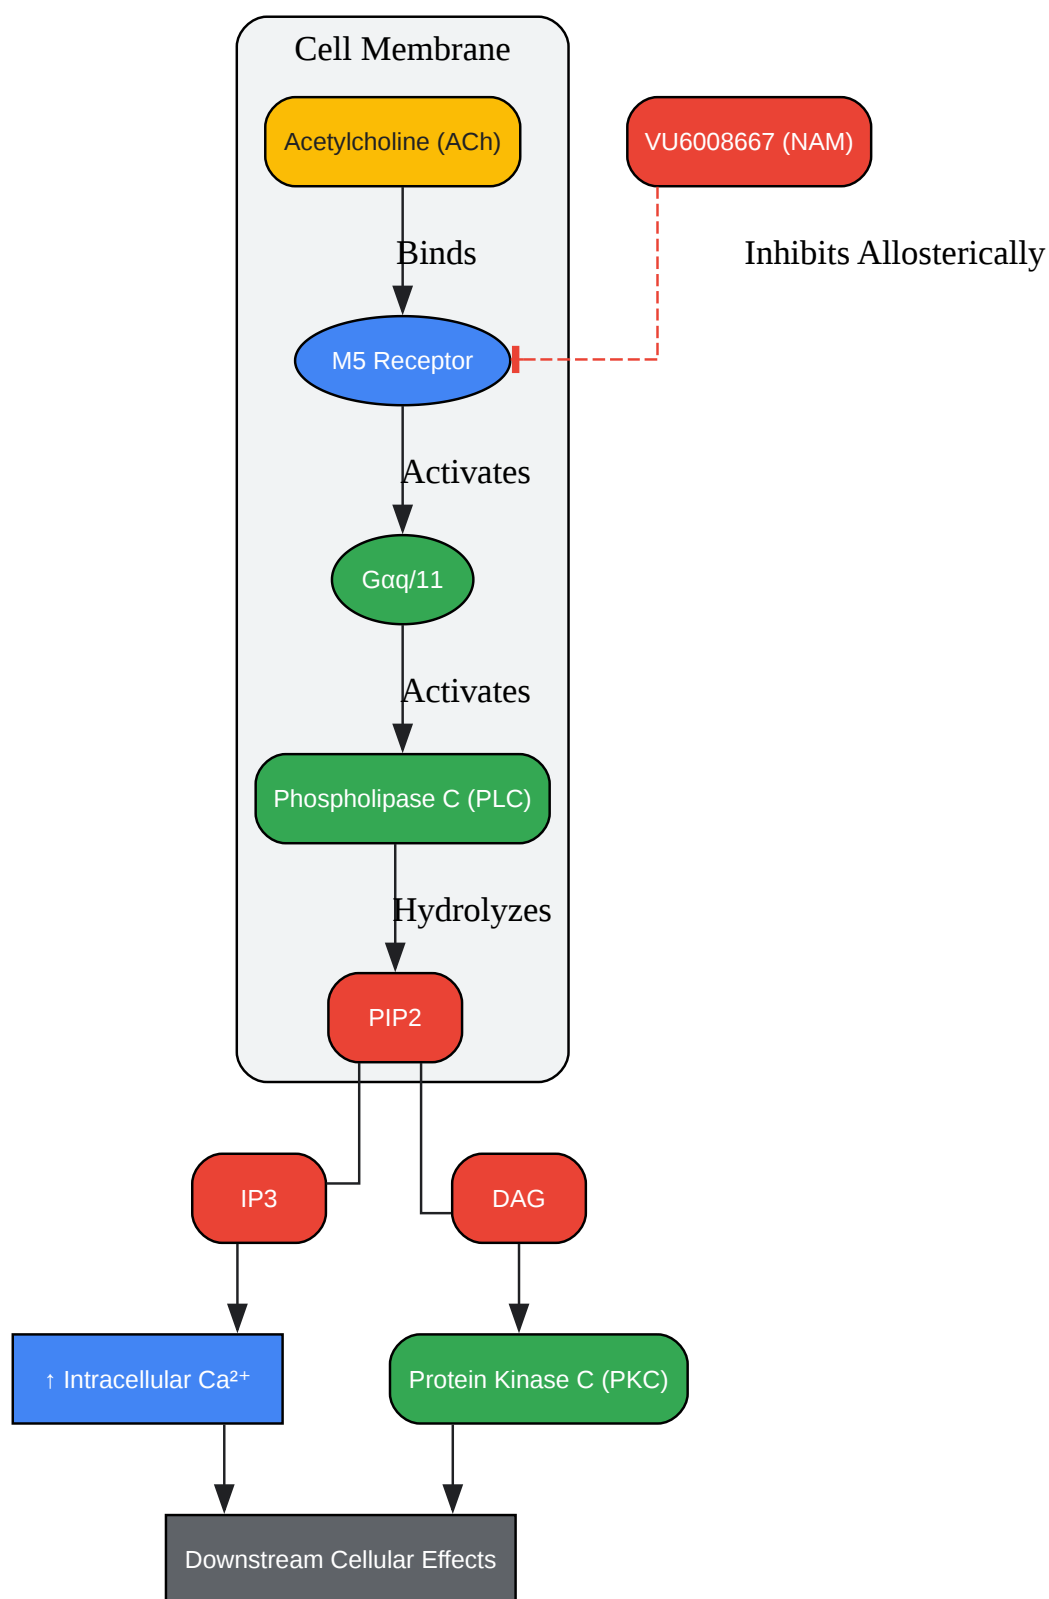 Cell Membrane
Acetylcholine (ACh)
VU6008667 (NAM)
Binds
Inhibits Allosterically
M5 Receptor
Activates
Gαq/11
Activates
Phospholipase C (PLC)
Hydrolyzes
PIP2
IP3
DAG
↑ Intracellular Ca²⁺
Protein Kinase C (PKC)
Downstream Cellular Effects